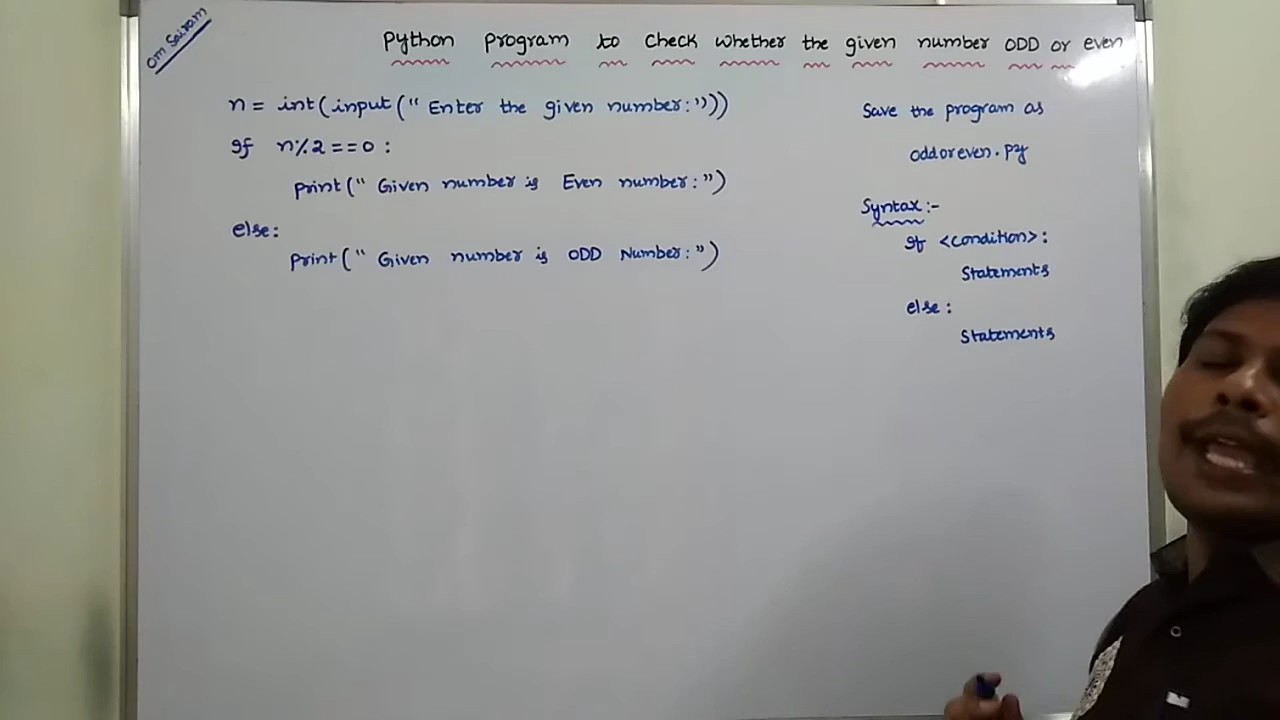 Om Sairam
Python program to check whether the given number ODD or even
n = int(input(" Enter the given number:"))
If n%2==0:
print(" Given number is Even number:")
else:
print(" Given number is ODD Number:")
Save the program as
oddoreven.py
Syntax:-
If <condition>:
Statements
else:
Statements